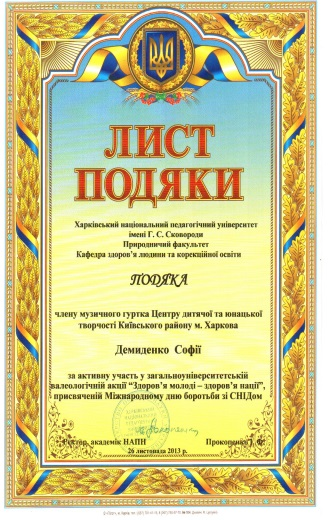 ЛИСТ
ПОДЯКИ
Харківський національний педагогічний університет
імені Г. С. Сковороди
Природничий факультет
Кафедра здоров'я людини та корекційної освіти
ПОДЯКА
члену музичного гуртка Центру дитячої та юнацької
творчості Київського району м. Харкова
Демиденко Софії
за активну участь у загальноуніверситетській
валеологічній акції “Здоров'я молоді – здоров'я нації”,
присвяченій Міжнародному дню боротьби зі СНІДом
Ректор, академік НАПН Прокопенко І. Ф.
26 листопада 2013 р.